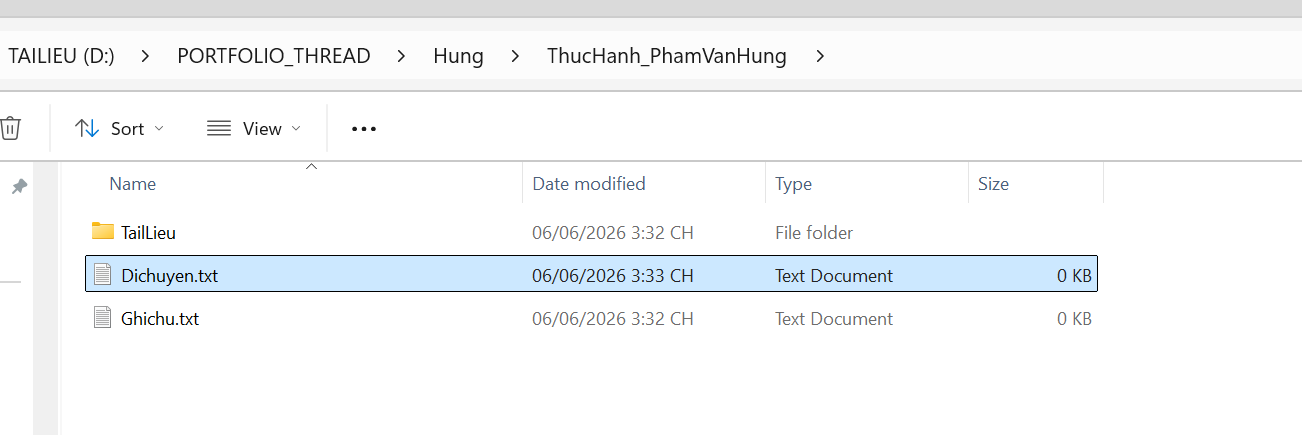 TAILIEU (D:) > PORTFOLIO_THREAD > Hung > ThucHanh_PhamVanHung >
Sort View ...
Name Date modified Type Size
TailLieu 06/06/2026 3:32 CH File folder
Dichuyen.txt 06/06/2026 3:33 CH Text Document 0 KB
Ghichu.txt 06/06/2026 3:32 CH Text Document 0 KB